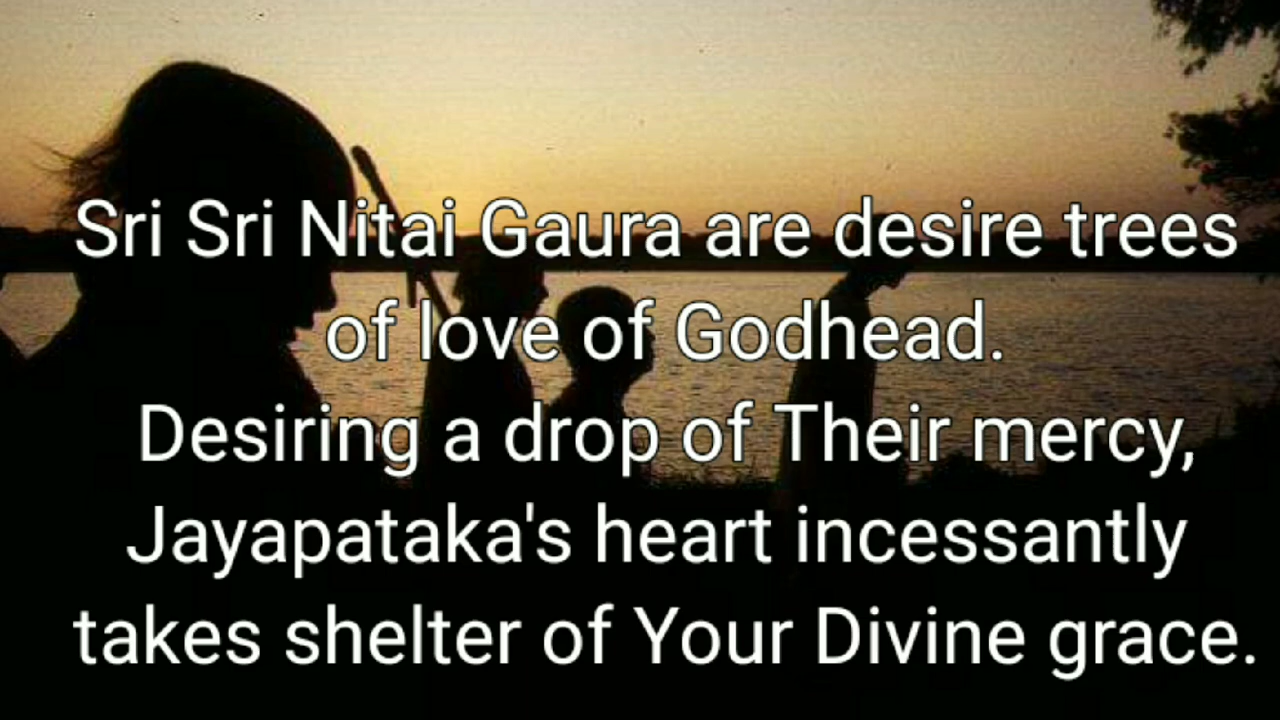 Sri Sri Nitai Gaura are desire trees
of love of Godhead.
Desiring a drop of Their mercy,
Jayapataka's heart incessantly
takes shelter of Your Divine grace.